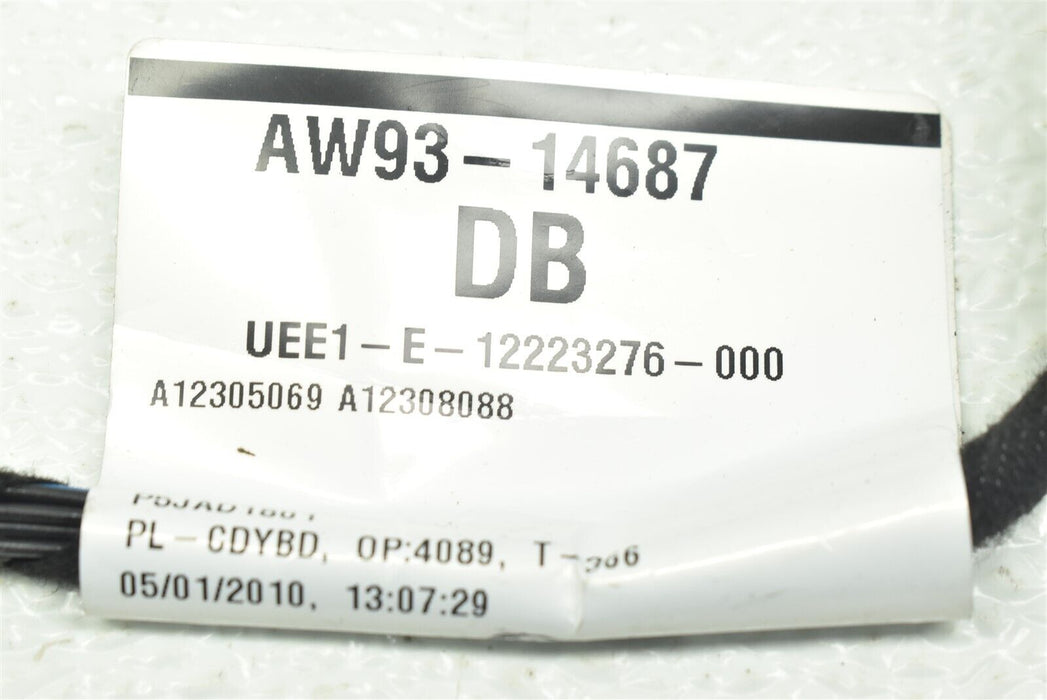 AW93-14687
DB
UEE1-E-12223276-000
A12305069 A12308088
PL-CDYBD, OP:4089,
05/01/2010, 13:07:29